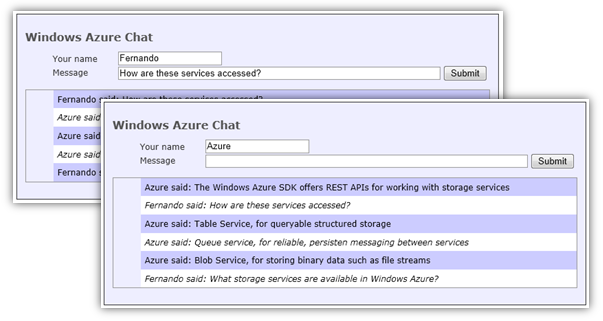 Windows Azure Chat
Your name Fernando
Message How are these services accessed? Submit
Fernando said: How are these services accessed?
Azure said
Azure said
Azure said
Fernando s
Windows Azure Chat
Your name Azure
Message Submit
Azure said: The Windows Azure SDK offers REST APIs for working with storage services
Fernando said: How are these services accessed?
Azure said: Table Service, for queryable structured storage
Azure said: Queue service, for reliable, persisten messaging between services
Azure said: Blob Service, for storing binary data such as file streams
Fernando said: What storage services are available in Windows Azure?